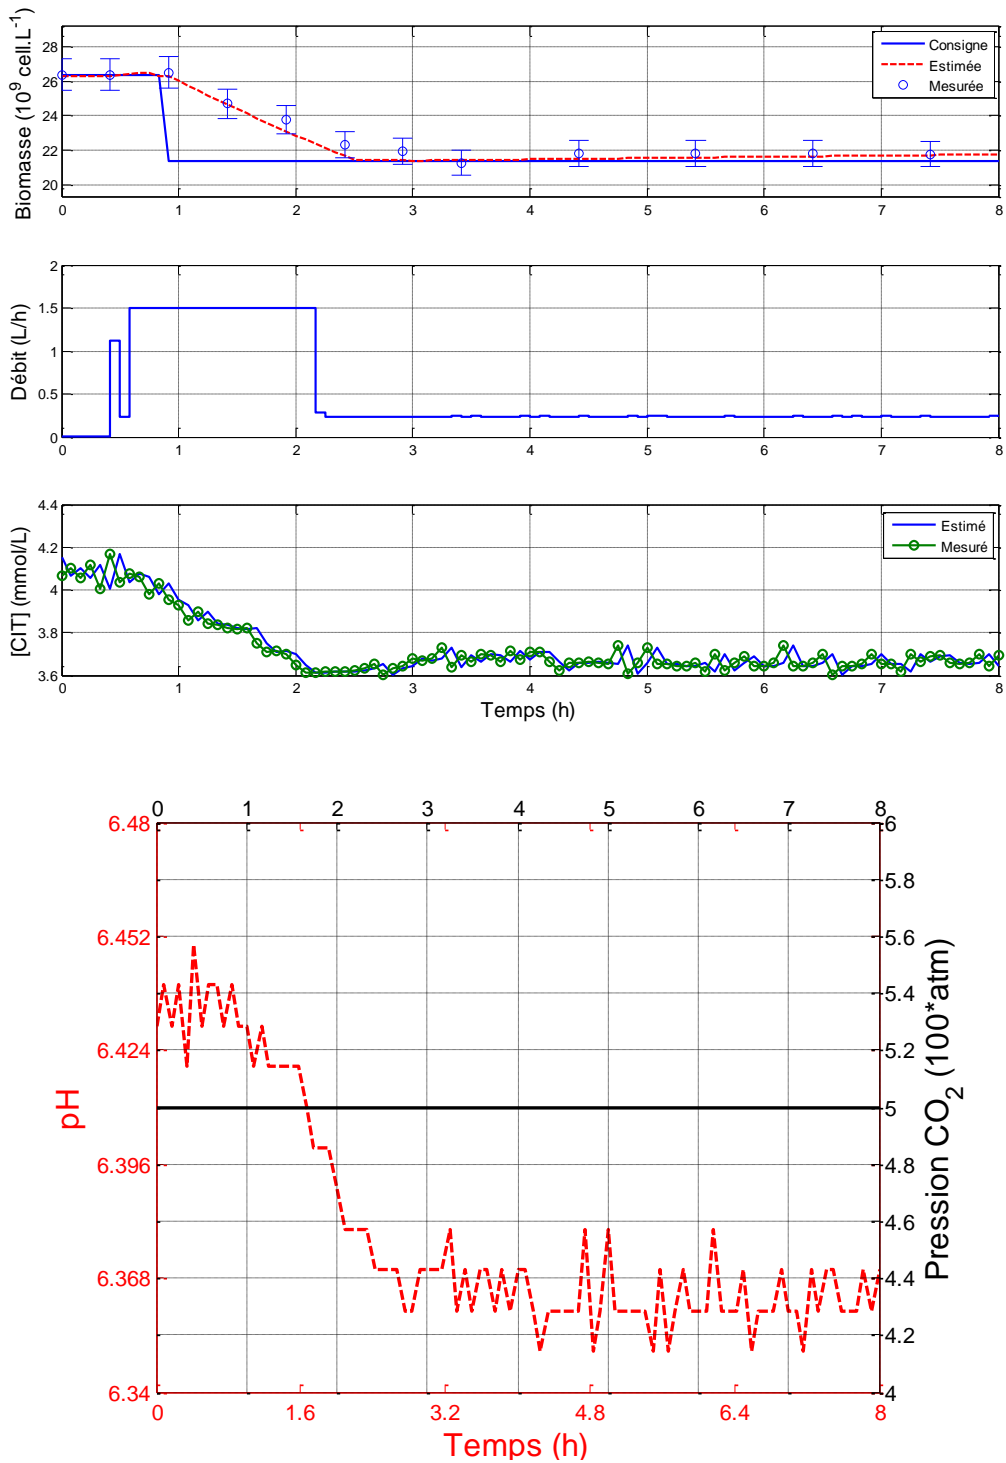 Biomasse (10^9 cell.L^-1)
28
26
24
22
20
Consigne
Estimée
Mesurée
0 1 2 3 4 5 6 7 8
Débit (L/h)
2
1.5
1
0.5
0
0 1 2 3 4 5 6 7 8
[CIT] (mmol/L)
4.4
4.2
4
3.8
3.6
Estimé
Mesuré
0 1 2 3 4 5 6 7 8
Temps (h)
0 1 2 3 4 5 6 7 8
pH
6.48
6.452
6.424
6.396
6.368
6.34
6
5.8
5.6
5.4
5.2
5
4.8
4.6
4.4
4.2
4
Pression CO2 (100*atm)
0 1.6 3.2 4.8 6.4 8
Temps (h)